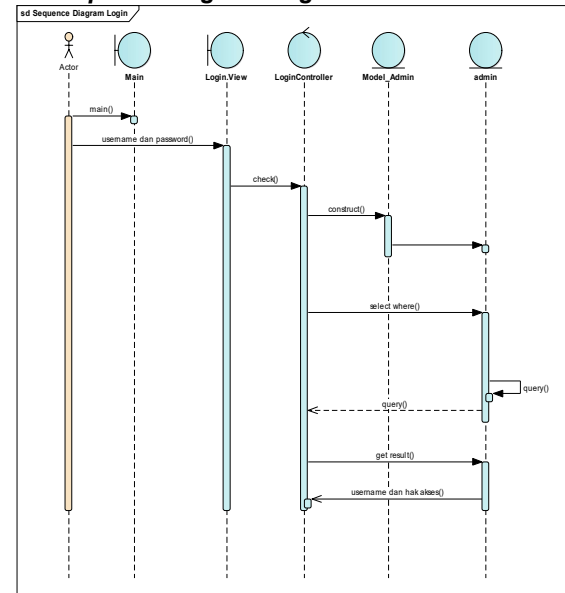 sd Sequence Diagram Login
Actor
Main
Login.View
LoginController
Model_Admin
admin
main()
username dan password()
check()
construct()
select where()
query()
query()
get result()
username dan hak akses()